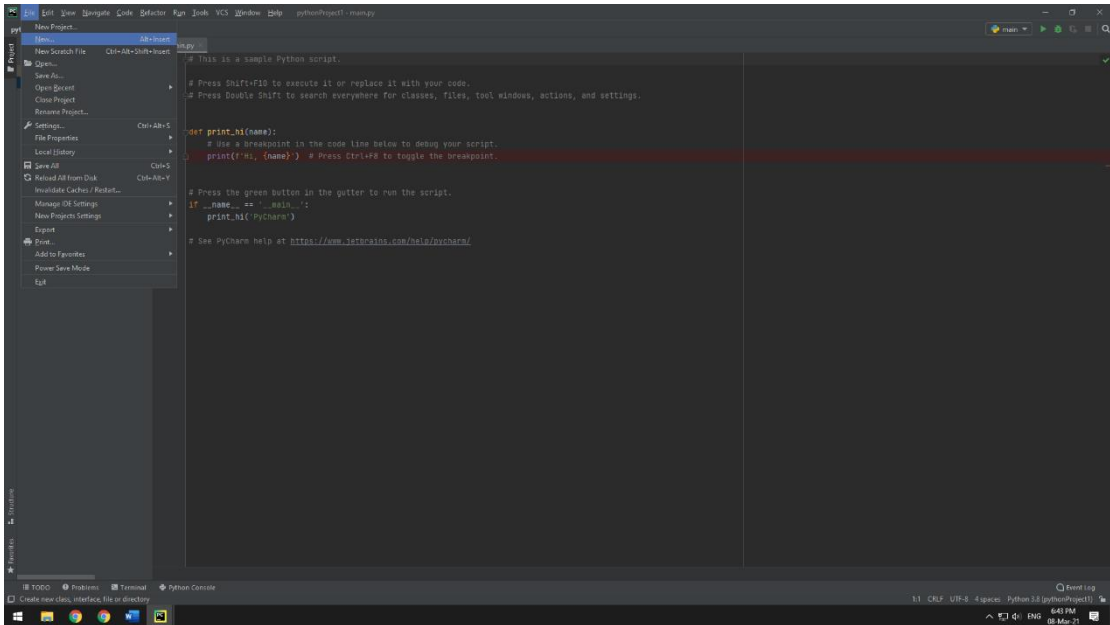 File Edit View Navigate Code Refactor Run Tools VCS Window Help pythonProject1 - main.py
main
New Project...
New... Alt+Insert
New Scratch File Ctrl+Alt+Shift+Insert
Open...
Save As...
Open Recent
Close Project
Rename Project...
Settings... Ctrl+Alt+S
File Properties
Local History
Save All Ctrl+S
Reload All from Disk Ctrl+Alt+Y
Invalidate Caches / Restart...
Manage IDE Settings
New Projects Settings
Export
Print...
Add to Favorites
Power Save Mode
Exit
Project
# This is a sample Python script.
# Press Shift+F10 to execute it or replace it with your code.
# Press Double Shift to search everywhere for classes, files, tool windows, actions, and settings.
def print_hi(name):
# Use a breakpoint in the code line below to debug your script.
print(f'Hi, {name}') # Press Ctrl+F8 to toggle the breakpoint.
# Press the green button in the gutter to run the script.
if __name__ == '__main__':
print_hi('PyCharm')
# See PyCharm help at https://www.jetbrains.com/help/pycharm/
Structure
Favorites
TODO Problems Terminal Python Console Event Log
Create new class, interface, file or directory 1:1 CRLF UTF-8 4 spaces Python 3.8 (pythonProject1)
ENG 6:43 PM
08-Mar-21